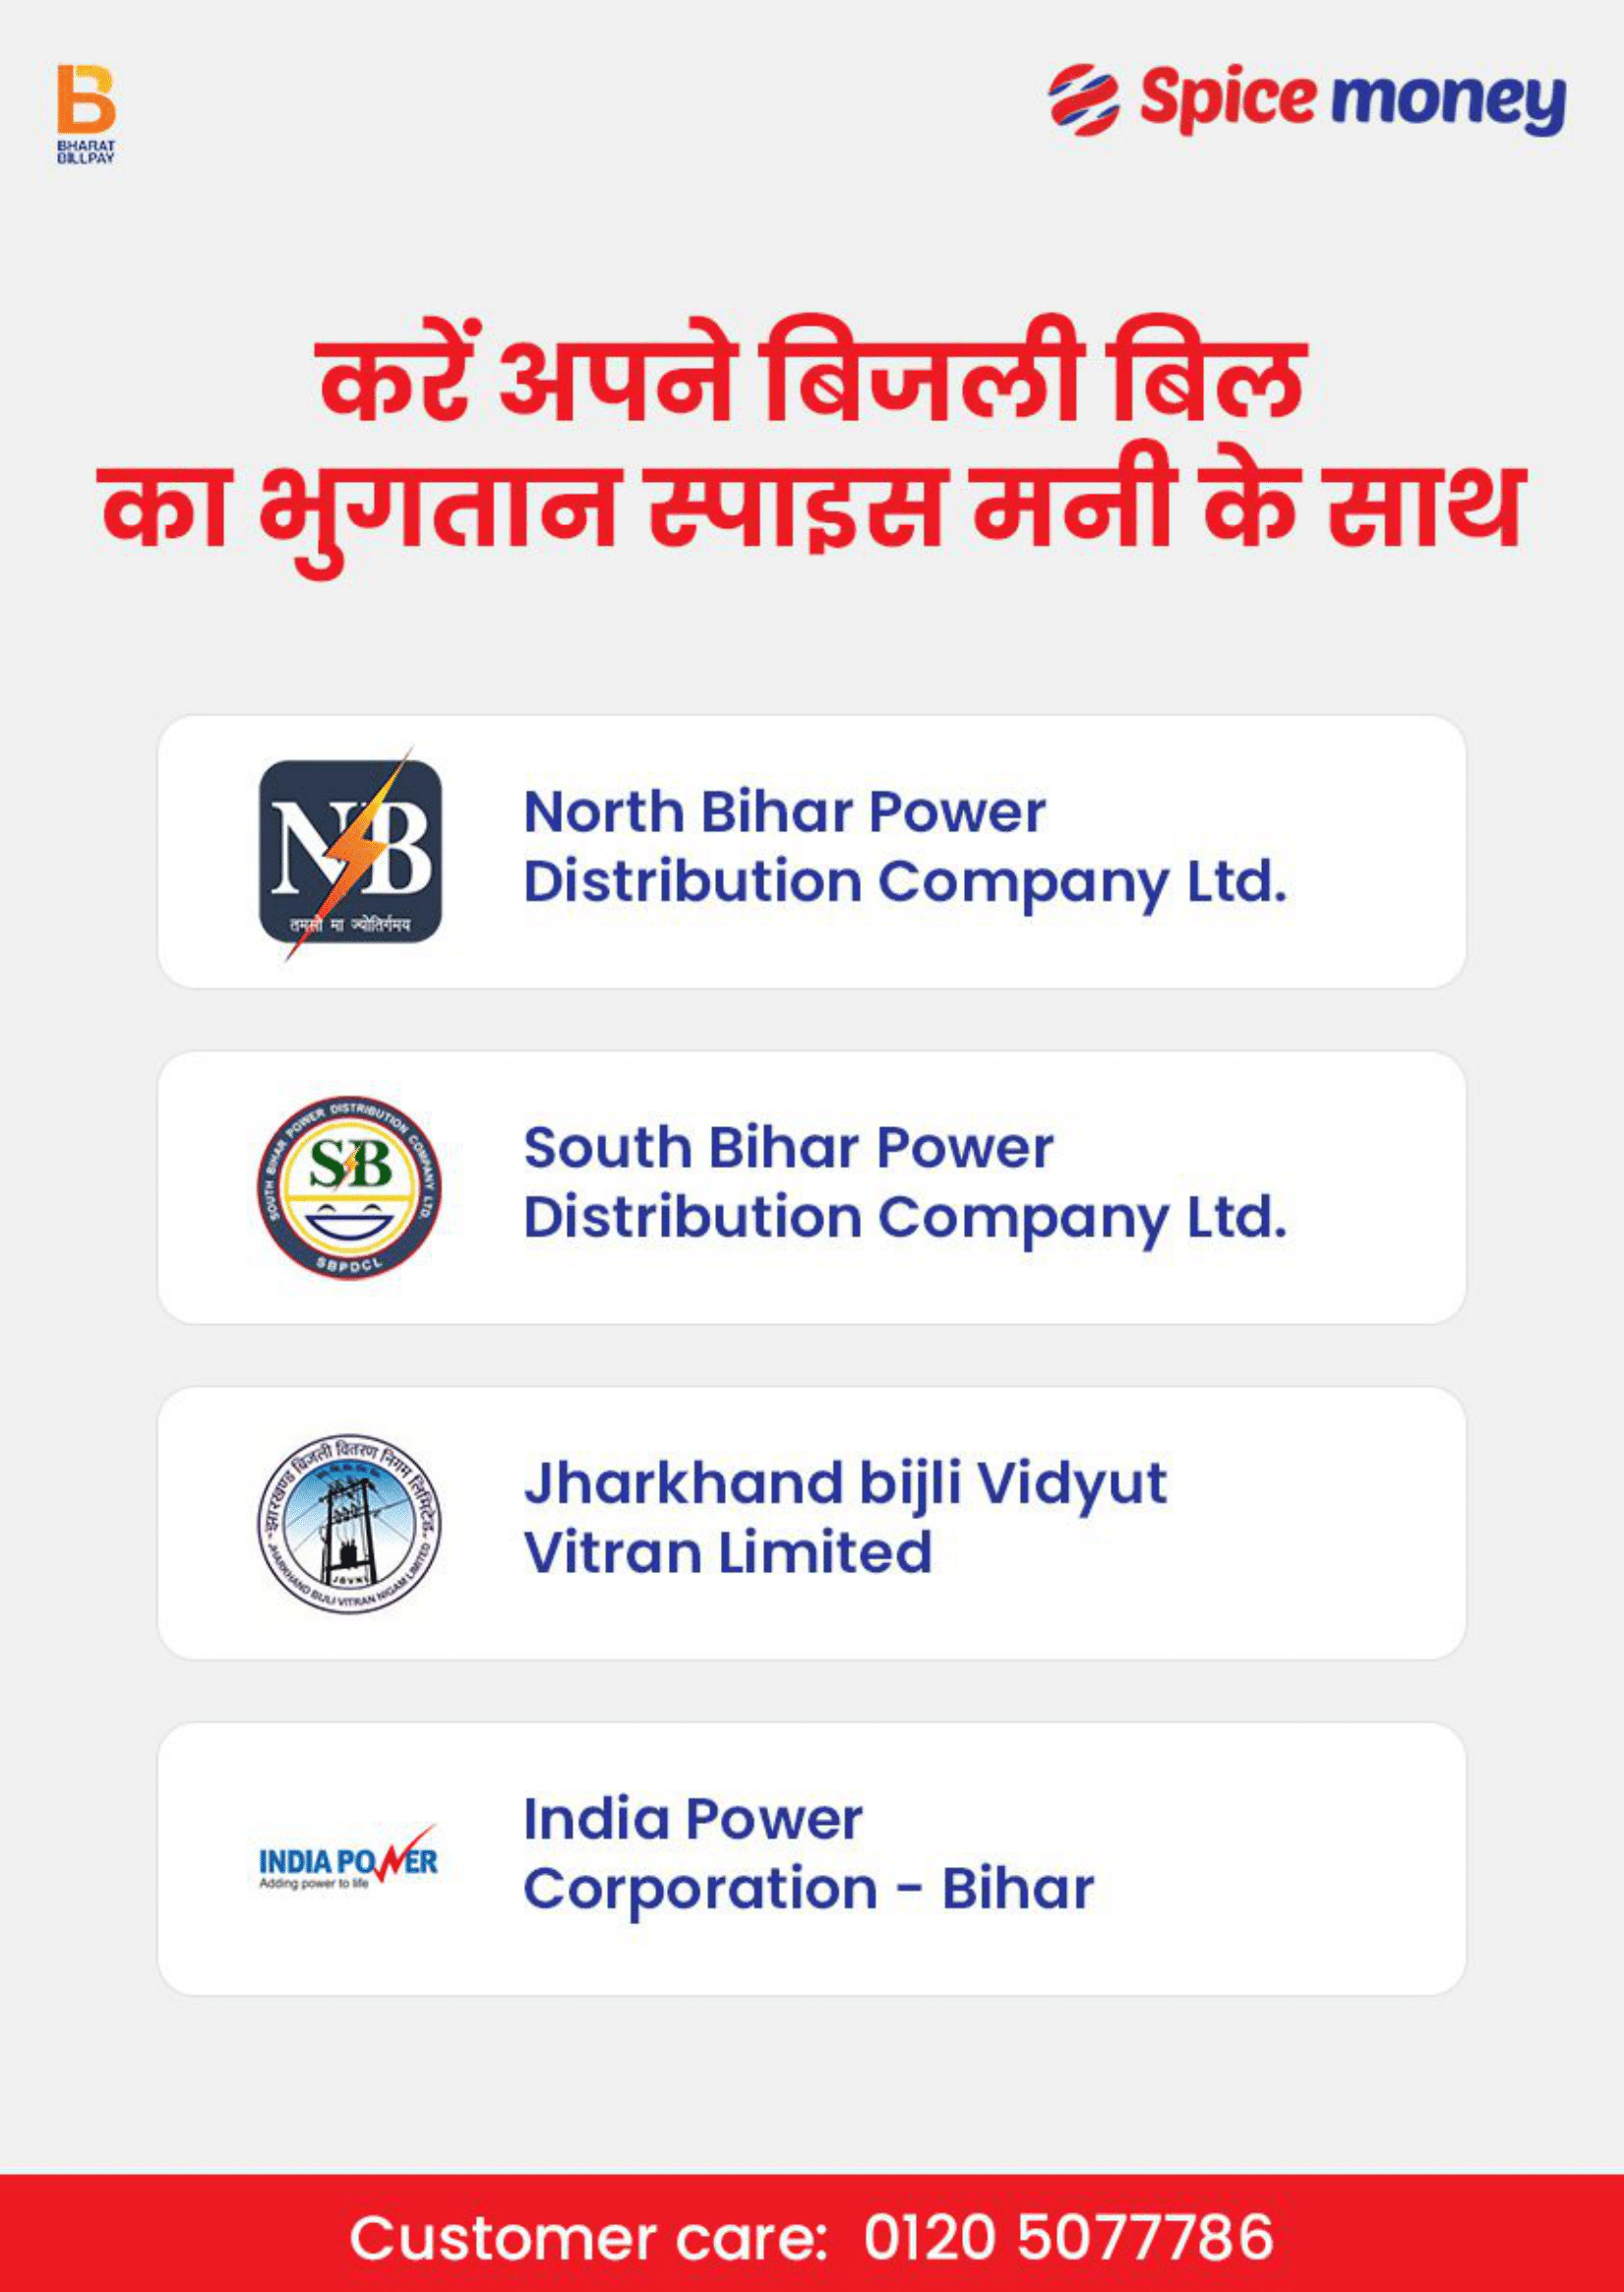 BHARAT
BILLPAY
Spice money
करें अपने बिजली बिल
का भुगतान स्पाइस मनी के साथ
NB
तमसो मा ज्योतिर्गमय
North Bihar Power
Distribution Company Ltd.
SOUTH BIHAR POWER DISTRIBUTION COMPANY LTD.
SB
SBPDCL
South Bihar Power
Distribution Company Ltd.
झारखण्ड बिजली वितरण निगम लिमिटेड
JBVNL
JHARKHAND BIJLI VITRAN NIGAM LIMITED
Jharkhand bijli Vidyut
Vitran Limited
INDIA POWER
Adding power to life
India Power
Corporation - Bihar
Customer care: 0120 5077786